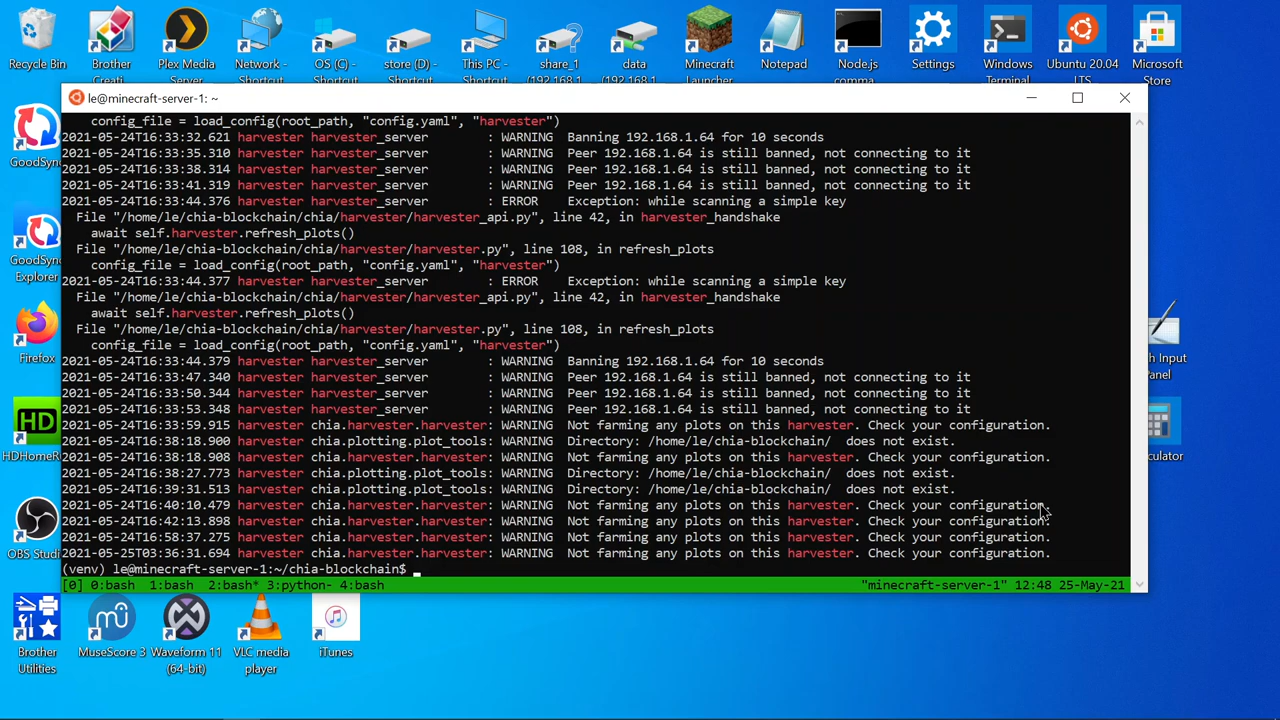 Recycle Bin
Brother
Creati...
Plex Media
Server
Network -
Shortcut
OS (C) -
Shortcut
store (D) -
Shortcut
This PC -
Shortcut
share_1
(192.168.1...
data
(192.168.1...
Minecraft
Launcher
Notepad
Node.js
comma...
Settings
Windows
Terminal
Ubuntu 20.04
LTS
Microsoft
Store
le@minecraft-server-1: ~
config_file = load_config(root_path, "config.yaml", "harvester")
2021-05-24T16:33:32.621 harvester harvester_server : WARNING Banning 192.168.1.64 for 10 seconds
2021-05-24T16:33:35.310 harvester harvester_server : WARNING Peer 192.168.1.64 is still banned, not connecting to it
2021-05-24T16:33:38.314 harvester harvester_server : WARNING Peer 192.168.1.64 is still banned, not connecting to it
2021-05-24T16:33:41.319 harvester harvester_server : WARNING Peer 192.168.1.64 is still banned, not connecting to it
2021-05-24T16:33:44.376 harvester harvester_server : ERROR Exception: while scanning a simple key
File "/home/le/chia-blockchain/chia/harvester/harvester_api.py", line 42, in harvester_handshake
await self.harvester.refresh_plots()
File "/home/le/chia-blockchain/chia/harvester/harvester.py", line 108, in refresh_plots
config_file = load_config(root_path, "config.yaml", "harvester")
2021-05-24T16:33:44.377 harvester harvester_server : ERROR Exception: while scanning a simple key
File "/home/le/chia-blockchain/chia/harvester/harvester_api.py", line 42, in harvester_handshake
await self.harvester.refresh_plots()
File "/home/le/chia-blockchain/chia/harvester/harvester.py", line 108, in refresh_plots
config_file = load_config(root_path, "config.yaml", "harvester")
2021-05-24T16:33:44.379 harvester harvester_server : WARNING Banning 192.168.1.64 for 10 seconds
2021-05-24T16:33:47.340 harvester harvester_server : WARNING Peer 192.168.1.64 is still banned, not connecting to it
2021-05-24T16:33:50.344 harvester harvester_server : WARNING Peer 192.168.1.64 is still banned, not connecting to it
2021-05-24T16:33:53.348 harvester harvester_server : WARNING Peer 192.168.1.64 is still banned, not connecting to it
2021-05-24T16:33:59.915 harvester chia.harvester.harvester: WARNING Not farming any plots on this harvester. Check your configuration.
2021-05-24T16:38:18.900 harvester chia.plotting.plot_tools: WARNING Directory: /home/le/chia-blockchain/ does not exist.
2021-05-24T16:38:18.908 harvester chia.harvester.harvester: WARNING Not farming any plots on this harvester. Check your configuration.
2021-05-24T16:38:27.773 harvester chia.plotting.plot_tools: WARNING Directory: /home/le/chia-blockchain/ does not exist.
2021-05-24T16:39:31.513 harvester chia.plotting.plot_tools: WARNING Directory: /home/le/chia-blockchain/ does not exist.
2021-05-24T16:40:10.479 harvester chia.harvester.harvester: WARNING Not farming any plots on this harvester. Check your configuration.
2021-05-24T16:42:13.898 harvester chia.harvester.harvester: WARNING Not farming any plots on this harvester. Check your configuration.
2021-05-24T16:58:37.275 harvester chia.harvester.harvester: WARNING Not farming any plots on this harvester. Check your configuration.
2021-05-25T03:36:31.694 harvester chia.harvester.harvester: WARNING Not farming any plots on this harvester. Check your configuration.
(venv) le@minecraft-server-1:~/chia-blockchain$
[0] 0:bash 1:bash 2:bash* 3:python- 4:bash "minecraft-server-1" 12:48 25-May-21
GoodSync
GoodSync
Explorer
Firefox
HD
HDHomeR
OBS Studi
h Input
Panel
culator
Brother
Utilities
MuseScore 3
Waveform 11
(64-bit)
VLC media
player
iTunes